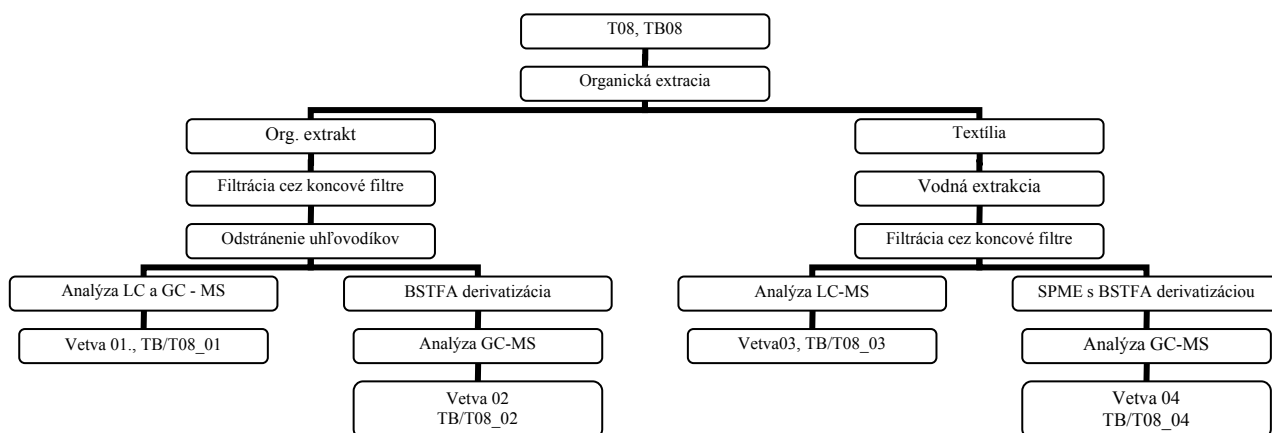 T08, TB08
Organická extracia
Org. extrakt
Textília
Filtrácia cez koncové filtre
Vodná extrakcia
Odstránenie uhľovodíkov
Filtrácia cez koncové filtre
Analýza LC a GC - MS
BSTFA derivatizácia
Analýza LC-MS
SPME s BSTFA derivatizáciou
Vetva 01., TB/T08_01
Analýza GC-MS
Vetva03, TB/T08_03
Analýza GC-MS
Vetva 02
TB/T08_02
Vetva 04
TB/T08_04